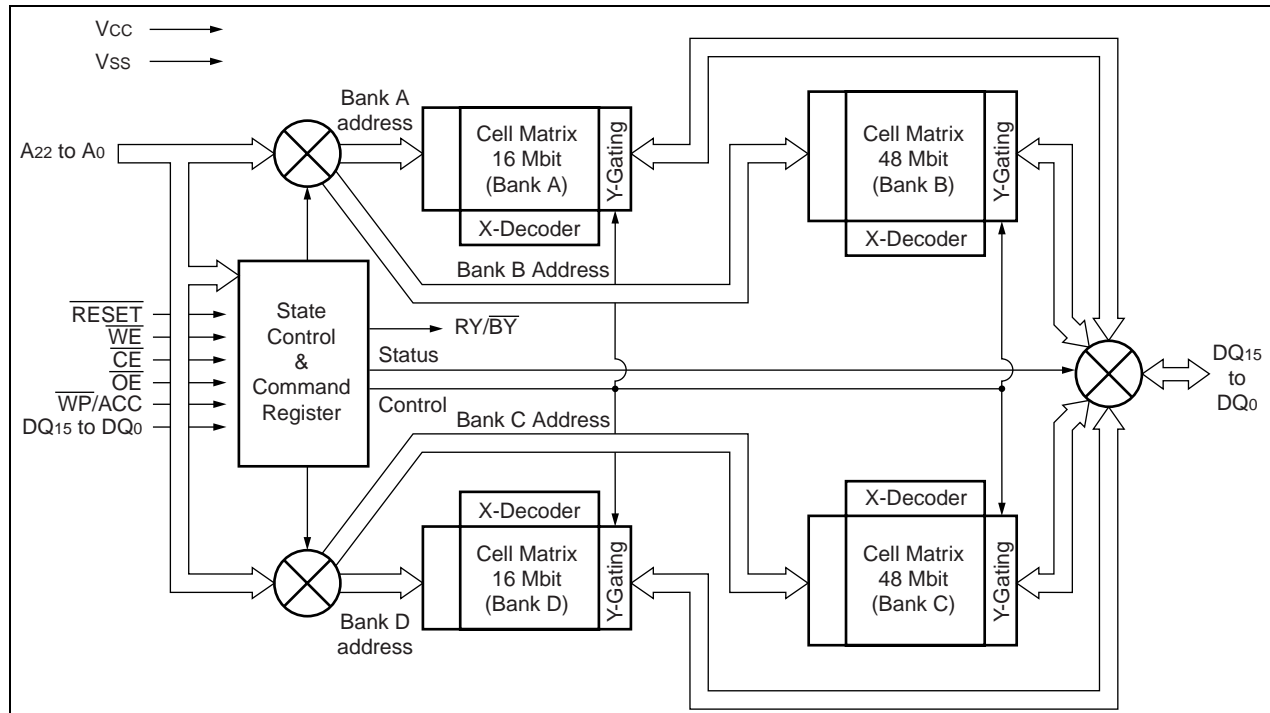 VCC
VSS
A22 to A0
Bank A
address
Cell Matrix
16 Mbit
(Bank A)
Y-Gating
X-Decoder
Cell Matrix
48 Mbit
(Bank B)
Y-Gating
X-Decoder
Bank B Address
RESET
WE
CE
OE
WP/ACC
DQ15 to DQ0
State
Control
&
Command
Register
RY/BY
Status
Control
DQ15
to
DQ0
Bank C Address
X-Decoder
Cell Matrix
16 Mbit
(Bank D)
Y-Gating
X-Decoder
Cell Matrix
48 Mbit
(Bank C)
Y-Gating
Bank D
address